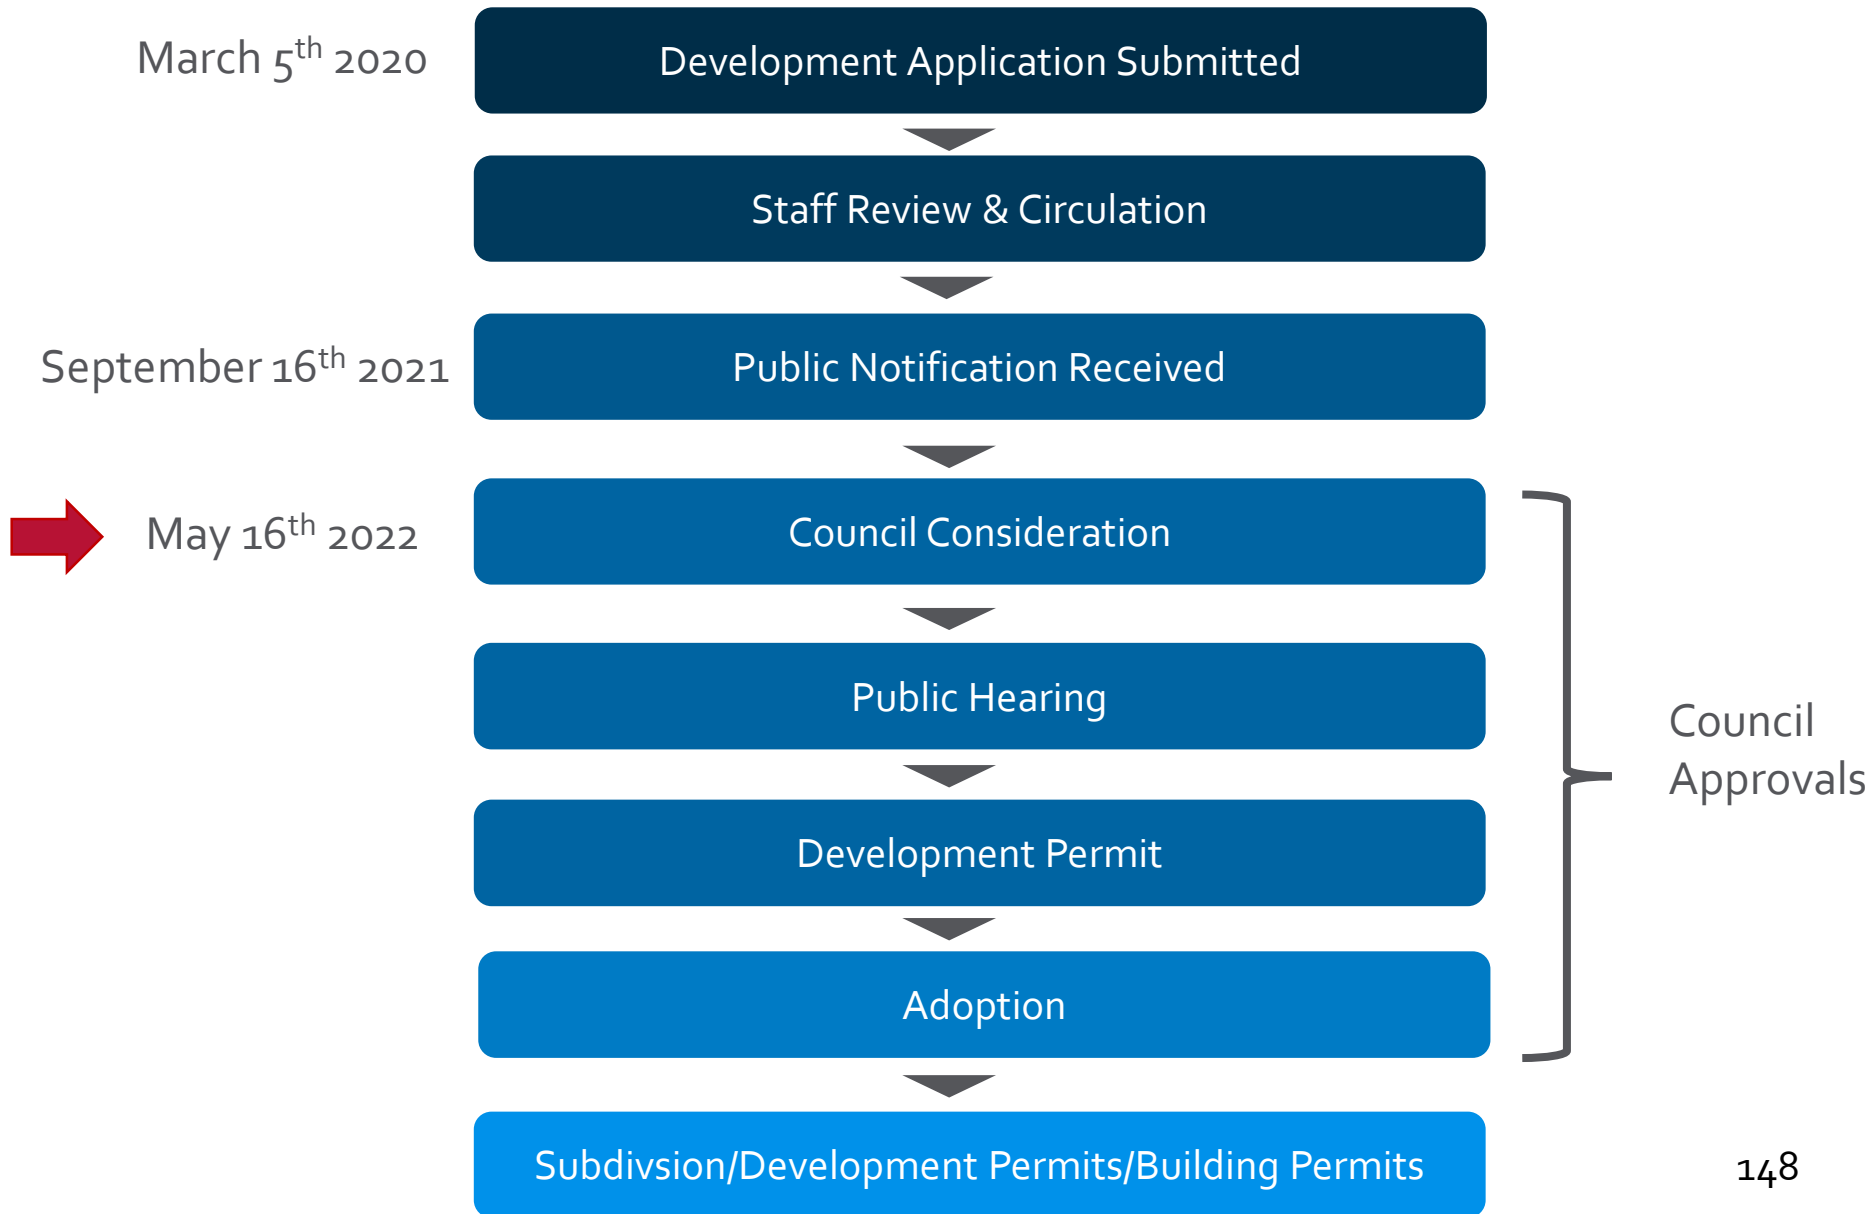 March 5th 2020
Development Application Submitted
Staff Review & Circulation
September 16th 2021
Public Notification Received
May 16th 2022
Council Consideration
Public Hearing
Council
Approvals
Development Permit
Adoption
Subdivsion/Development Permits/Building Permits
148